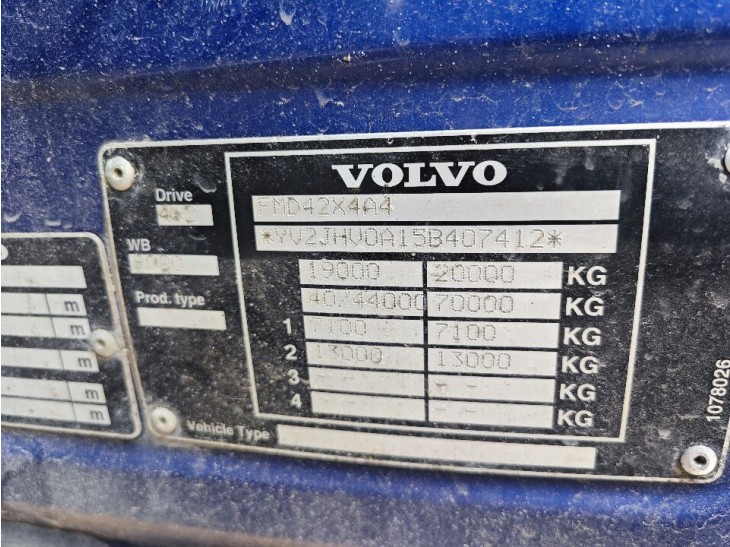 VOLVO
Drive
FMD42X4A4
*YV2JHV0A15B407412*
WB
19000 20000 KG
Prod. type
40/44000 70000 KG
1 7100 7100 KG
2 13000 13000 KG
3 - - - - KG
4 - - - - KG
Vehicle Type
1078026
m
m
m
m
m